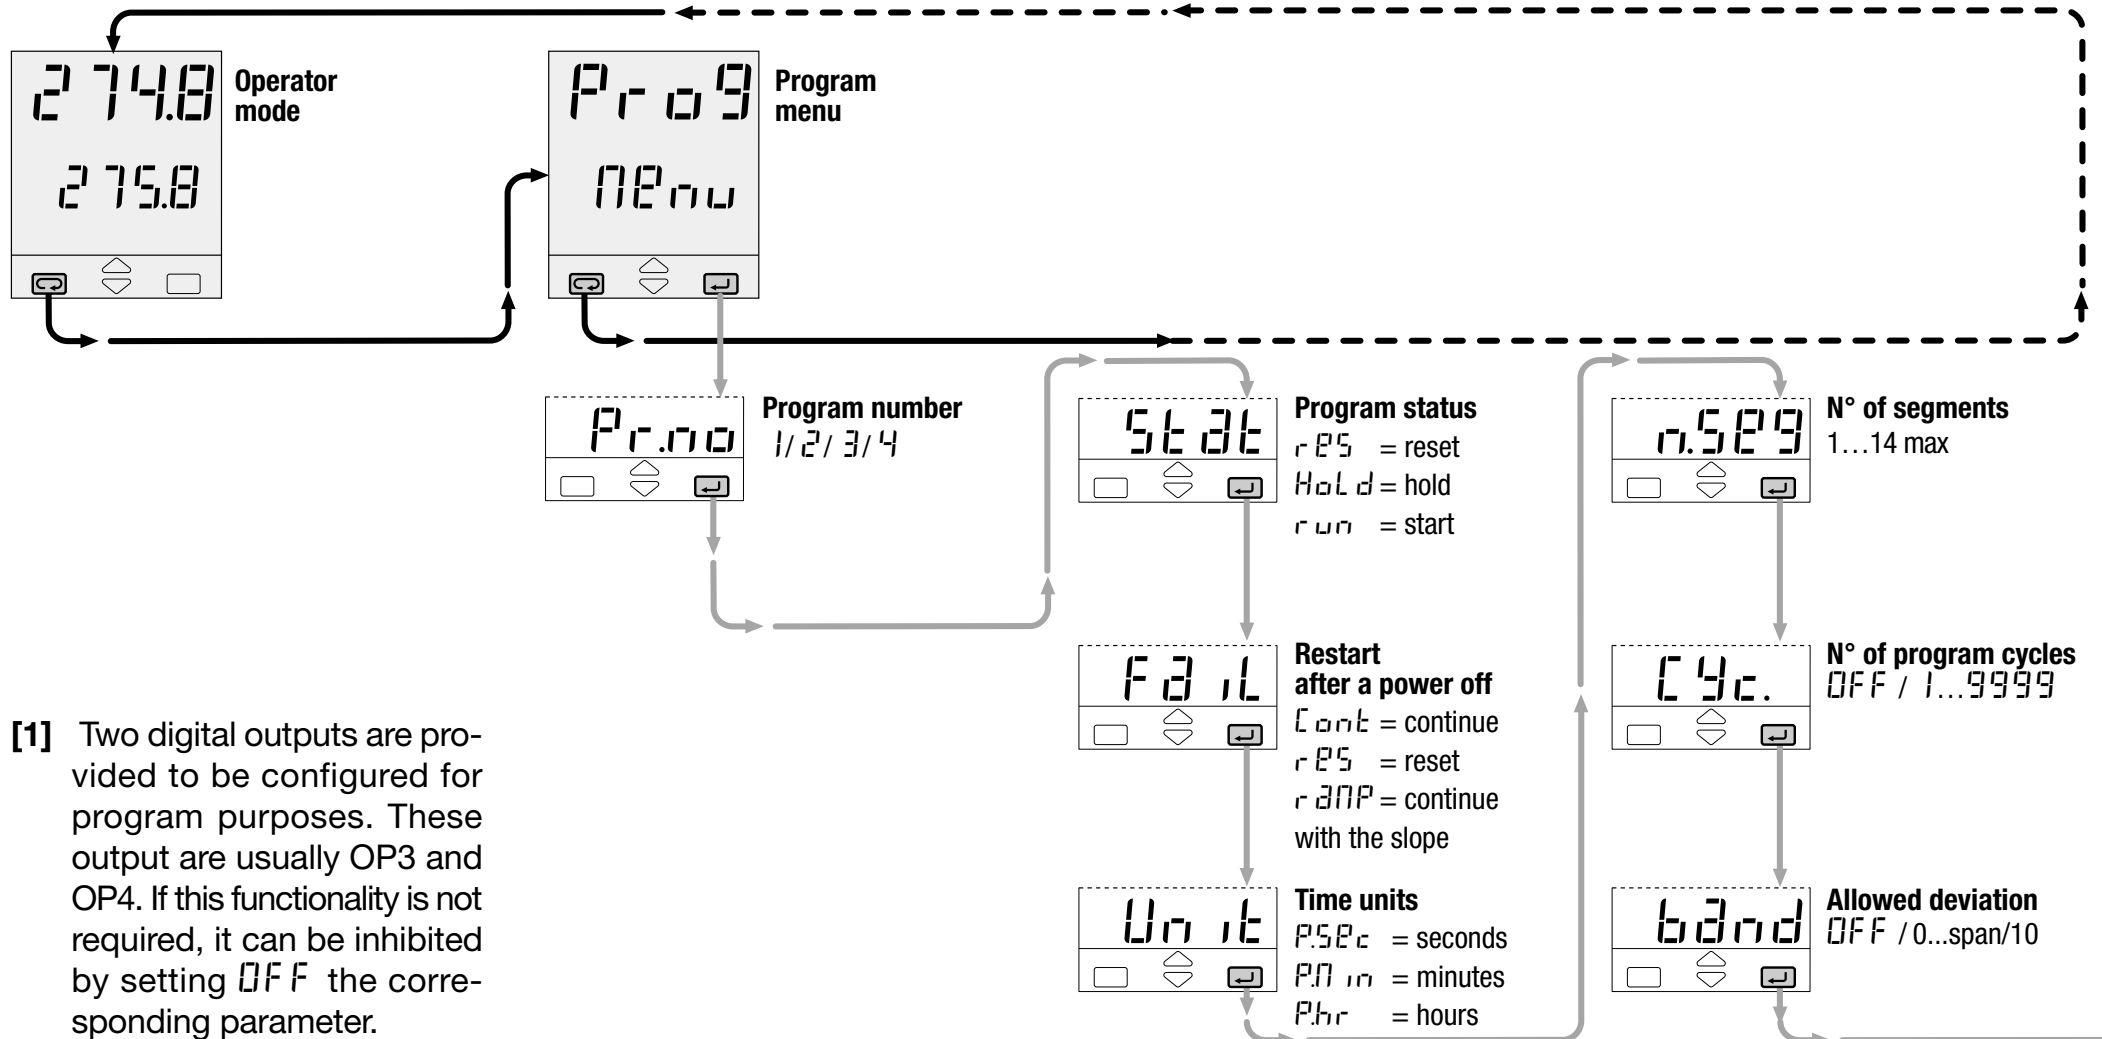 274.8
275.8
Operator
mode
Prog
MEnu
Program
menu
Pr.no
Program number
1/ 2/ 3/ 4
Stat
Program status
rES = reset
HoLd = hold
run = start
FaiL
Restart
after a power off
Cont = continue
rES = reset
raMP = continue
with the slope
Unit
Time units
P.SEc = seconds
P.Min = minutes
P.hr = hours
n.SEg
N° of segments
1...14 max
CYc.
N° of program cycles
OFF / 1...9999
band
Allowed deviation
OFF / 0...span/10
[1] Two digital outputs are pro-
vided to be configured for
program purposes. These
output are usually OP3 and
OP4. If this functionality is not
required, it can be inhibited
by setting OFF the corre-
sponding parameter.